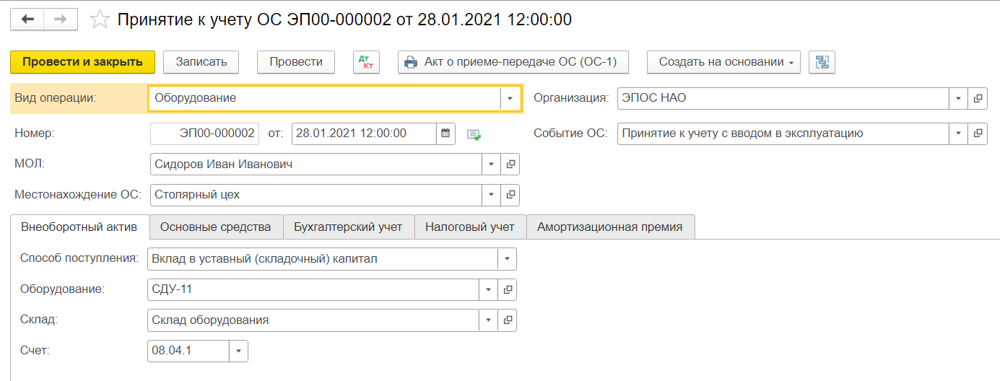 Принятие к учету ОС ЭП00-000002 от 28.01.2021 12:00:00
Провести и закрыть Записать Провести Дт Кт Акт о приеме-передаче ОС (ОС-1) Создать на основании
Вид операции: Оборудование Организация: ЭПОС НАО
Номер: ЭП00-000002 от: 28.01.2021 12:00:00 Событие ОС: Принятие к учету с вводом в эксплуатацию
МОЛ: Сидоров Иван Иванович
Местонахождение ОС: Столярный цех
Внеоборотный актив Основные средства Бухгалтерский учет Налоговый учет Амортизационная премия
Способ поступления: Вклад в уставный (складочный) капитал
Оборудование: СДУ-11
Склад: Склад оборудования
Счет: 08.04.1